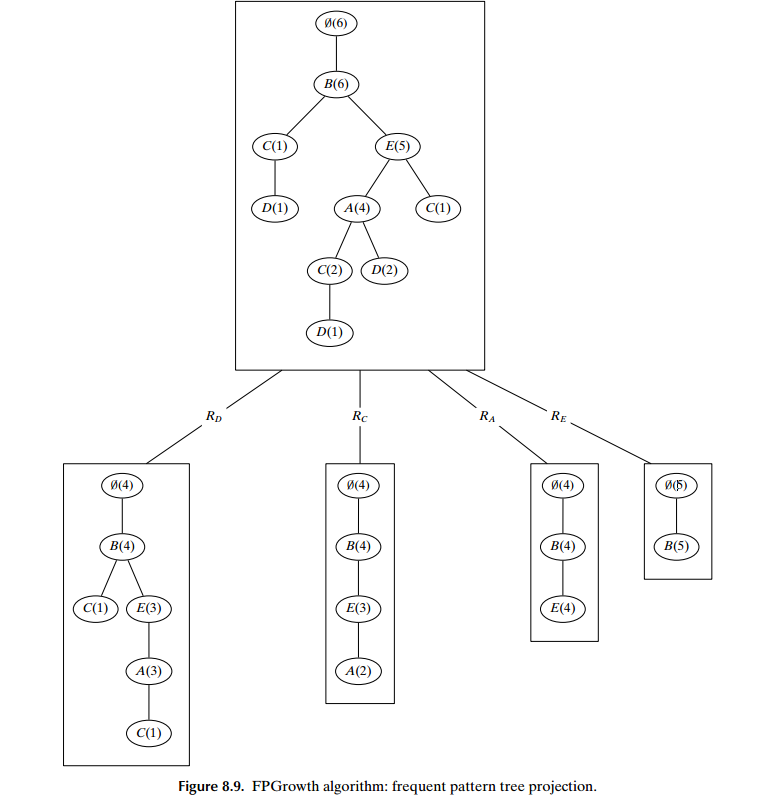 ∅(6)
B(6)
C(1) E(5)
D(1) A(4) C(1)
C(2) D(2)
D(1)
R_D R_C R_A R_E
∅(4) ∅(4) ∅(4) ∅(5)
B(4) B(4) B(4) B(5)
C(1) E(3) E(3) E(4)
A(3) A(2)
C(1)
Figure 8.9. FPGrowth algorithm: frequent pattern tree projection.